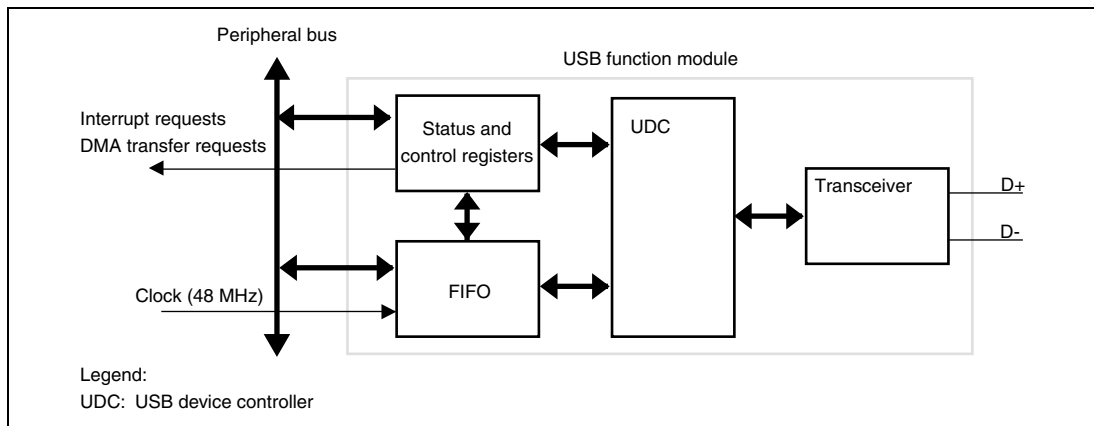 Peripheral bus
USB function module
Interrupt requests
DMA transfer requests
Status and
control registers
UDC
Transceiver
D+
D-
FIFO
Clock (48 MHz)
Legend:
UDC: USB device controller